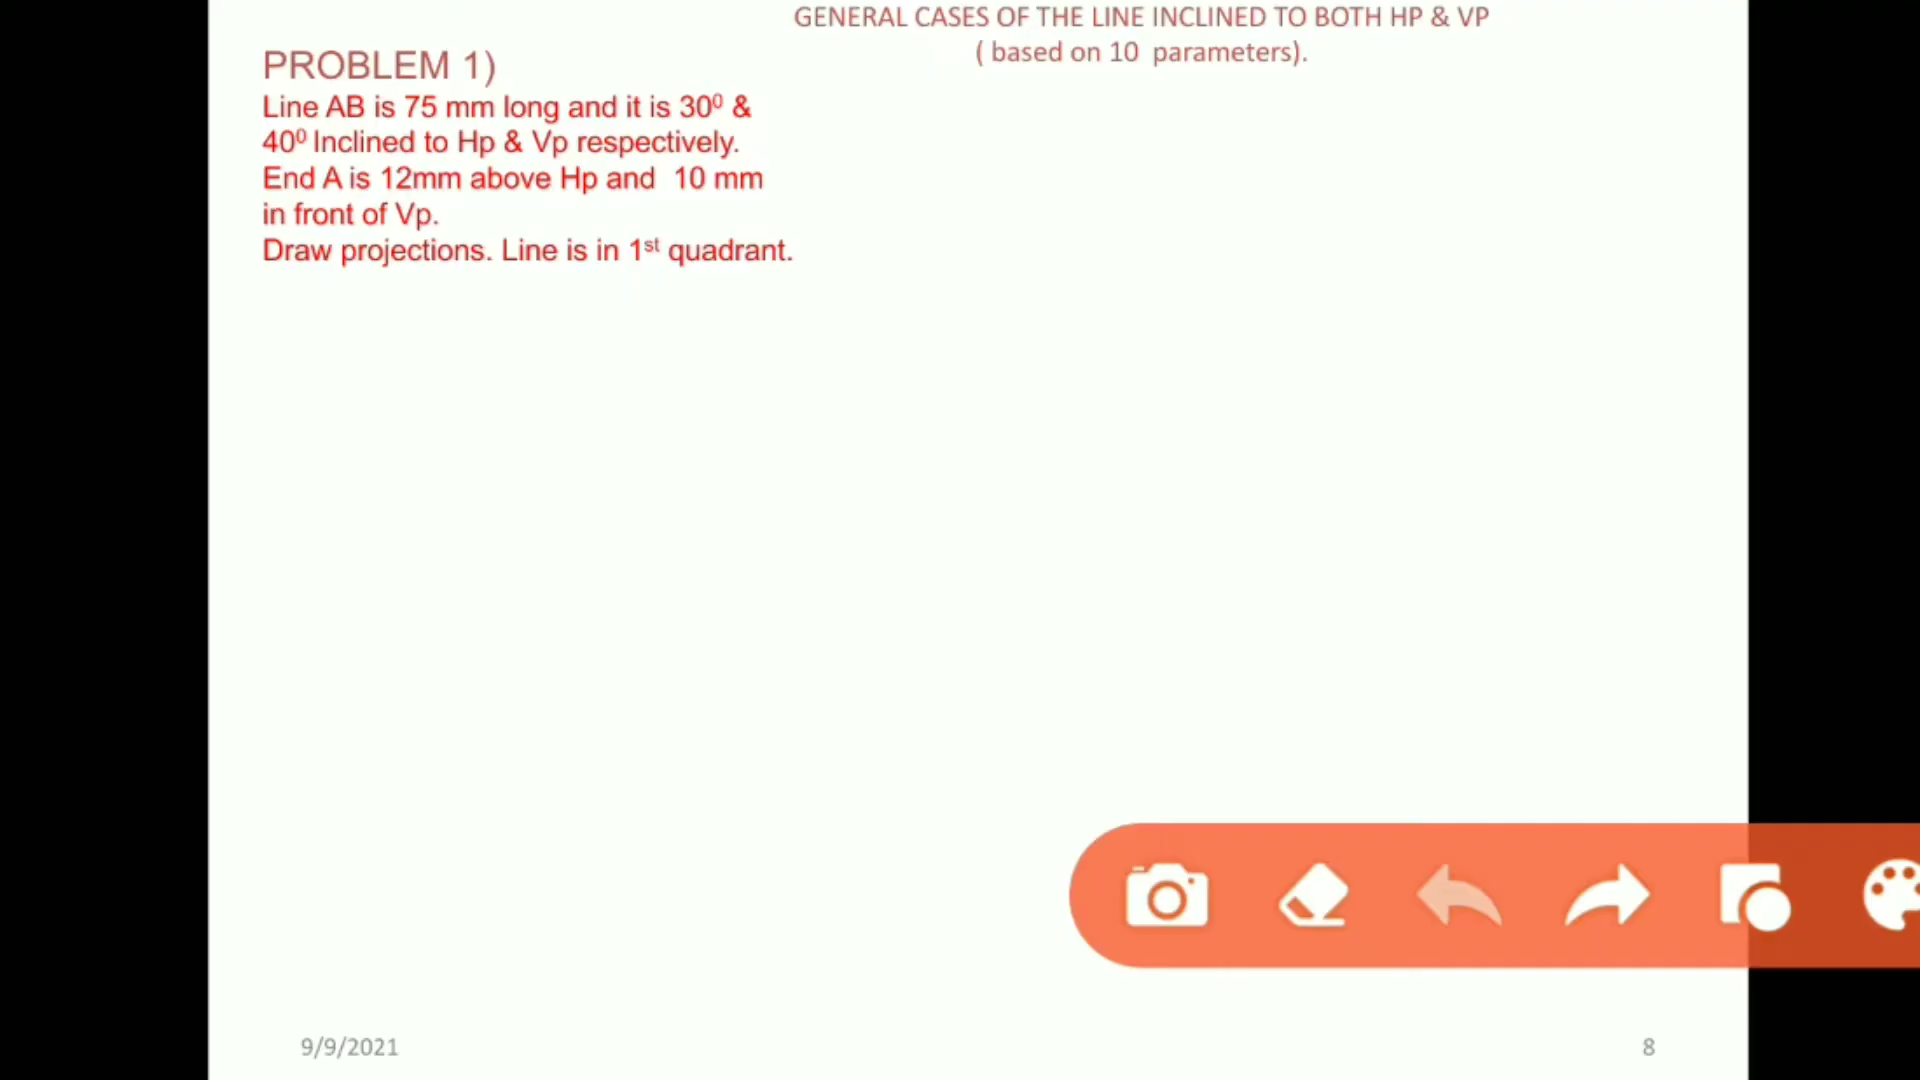 GENERAL CASES OF THE LINE INCLINED TO BOTH HP & VP
( based on 10 parameters).
PROBLEM 1)
Line AB is 75 mm long and it is 30⁰ &
40⁰ Inclined to Hp & Vp respectively.
End A is 12mm above Hp and 10 mm
in front of Vp.
Draw projections. Line is in 1ˢᵗ quadrant.
9/9/2021
8